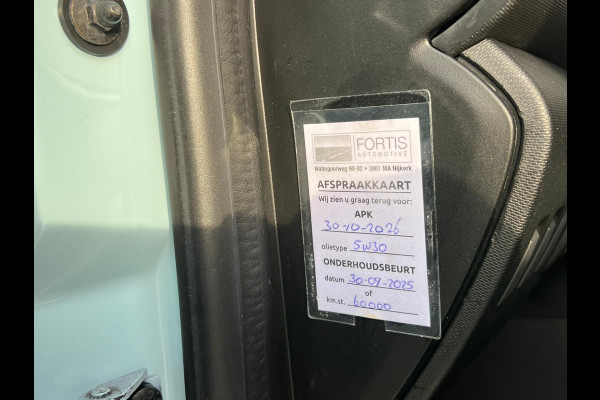 FORTIS
AUTOMOTIVE
Watergoorweg 90-92 • 3861 MA Nijkerk
AFSPRAAKKAART
Wij zien u graag terug voor:
APK
30-10-2026
olietype 5W30
ONDERHOUDSBEURT
datum 30-09-2025
of
km.st. 60000